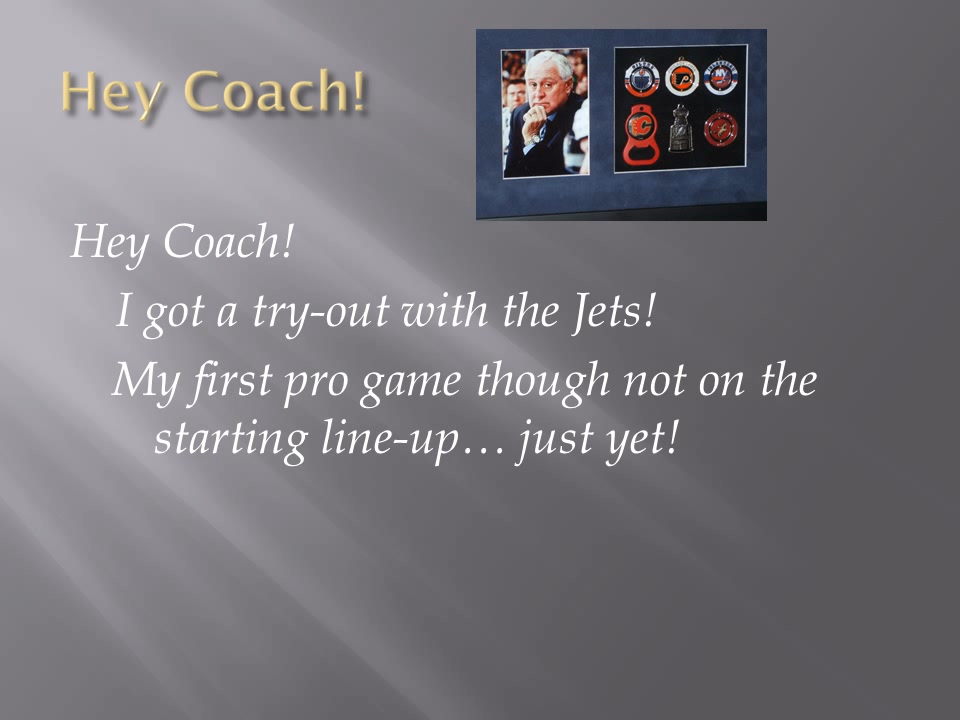 Hey Coach!
Hey Coach!
I got a try-out with the Jets!
My first pro game though not on the
starting line-up… just yet!